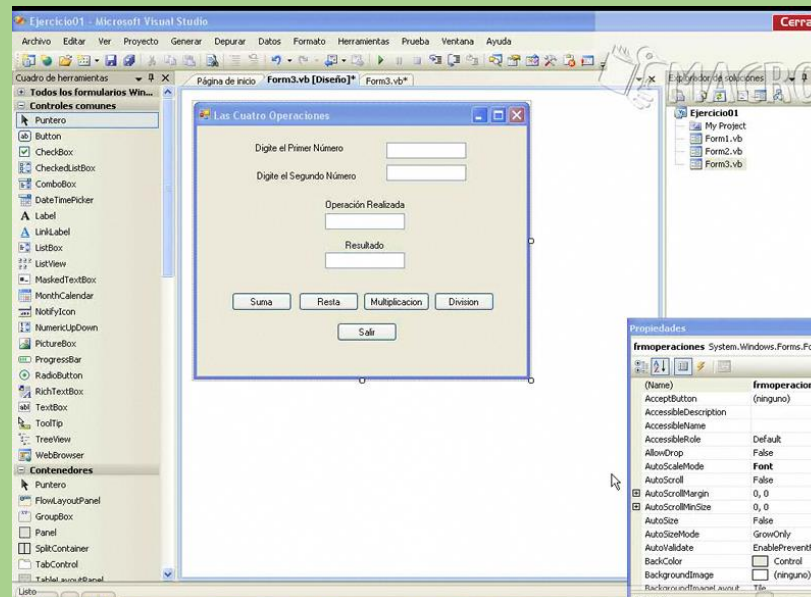 Ejercicio01 - Microsoft Visual Studio
Archivo Editar Ver Proyecto Generar Depurar Datos Formato Herramientas Prueba Ventana Ayuda
Cuadro de herramientas
Todos los formularios Win...
Controles comunes
Puntero
Button
CheckBox
CheckedListBox
ComboBox
DateTimePicker
Label
LinkLabel
ListBox
ListView
MaskedTextBox
MonthCalendar
NotifyIcon
NumericUpDown
PictureBox
ProgressBar
RadioButton
RichTextBox
TextBox
ToolTip
TreeView
WebBrowser
Contenedores
Puntero
FlowLayoutPanel
GroupBox
Panel
SplitContainer
TabControl
TableLayoutPanel
Listo
Página de inicio Form3.vb [Diseño]* Form3.vb*
Las Cuatro Operaciones
Digite el Primer Número
Digite el Segundo Número
Operación Realizada
Resultado
Suma Resta Multiplicacion Division
Salir
Cerra
MACRO
Explorador de soluciones
Ejercicio01
My Project
Form1.vb
Form2.vb
Form3.vb
Propiedades
frmoperaciones System.Windows.Forms.Fo
(Name) frmoperacion
AcceptButton (ninguno)
AccessibleDescription
AccessibleName
AccessibleRole Default
AllowDrop False
AutoScaleMode Font
AutoScroll False
AutoScrollMargin 0, 0
AutoScrollMinSize 0, 0
AutoSize False
AutoSizeMode GrowOnly
AutoValidate EnablePreventF
BackColor Control
BackgroundImage (ninguno)
BackgroundImageLayout Tile